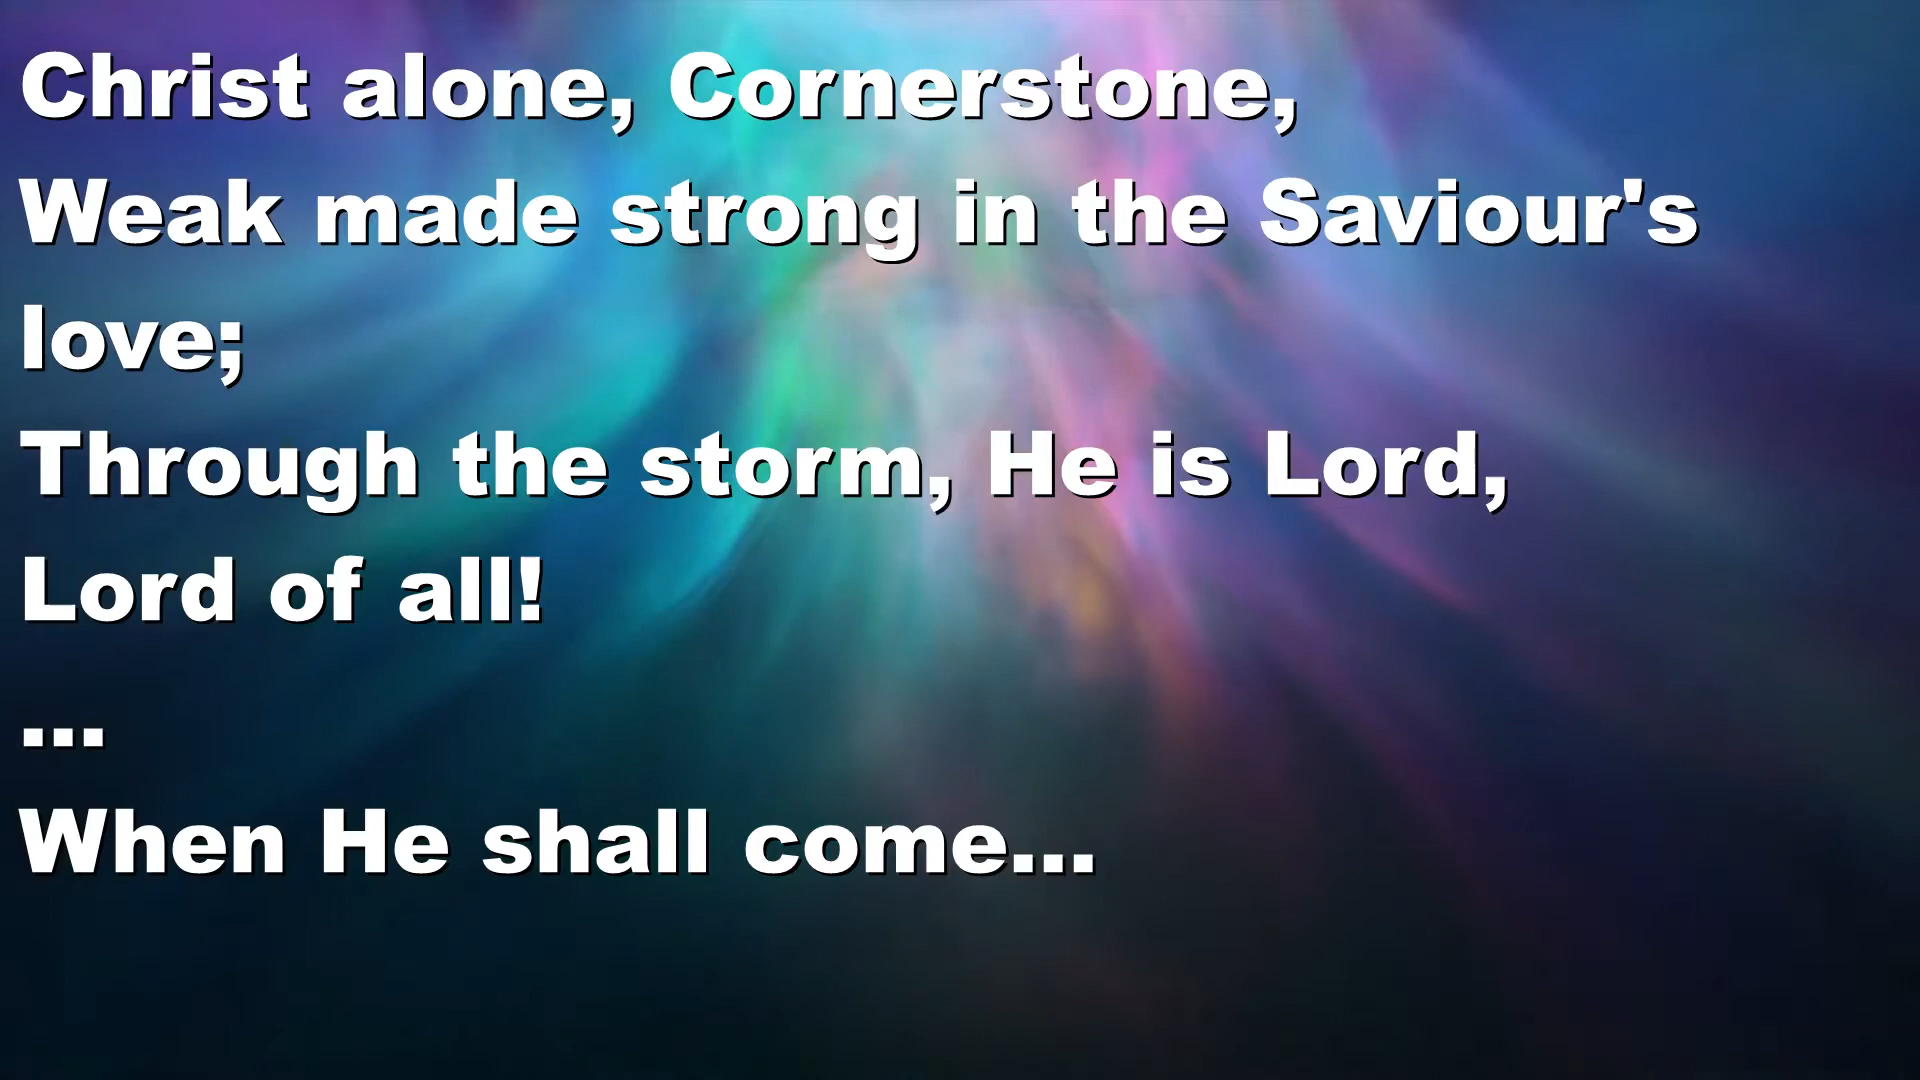 Christ alone, Cornerstone,
Weak made strong in the Saviour's
love;
Through the storm, He is Lord,
Lord of all!
...
When He shall come...